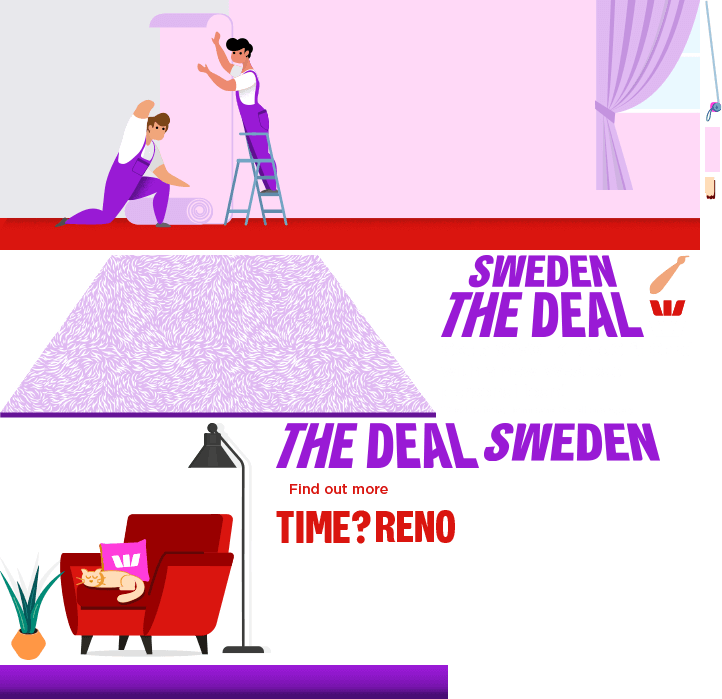 SWEDEN
THE DEAL
THE DEAL SWEDEN
Find out more
TIME? RENO